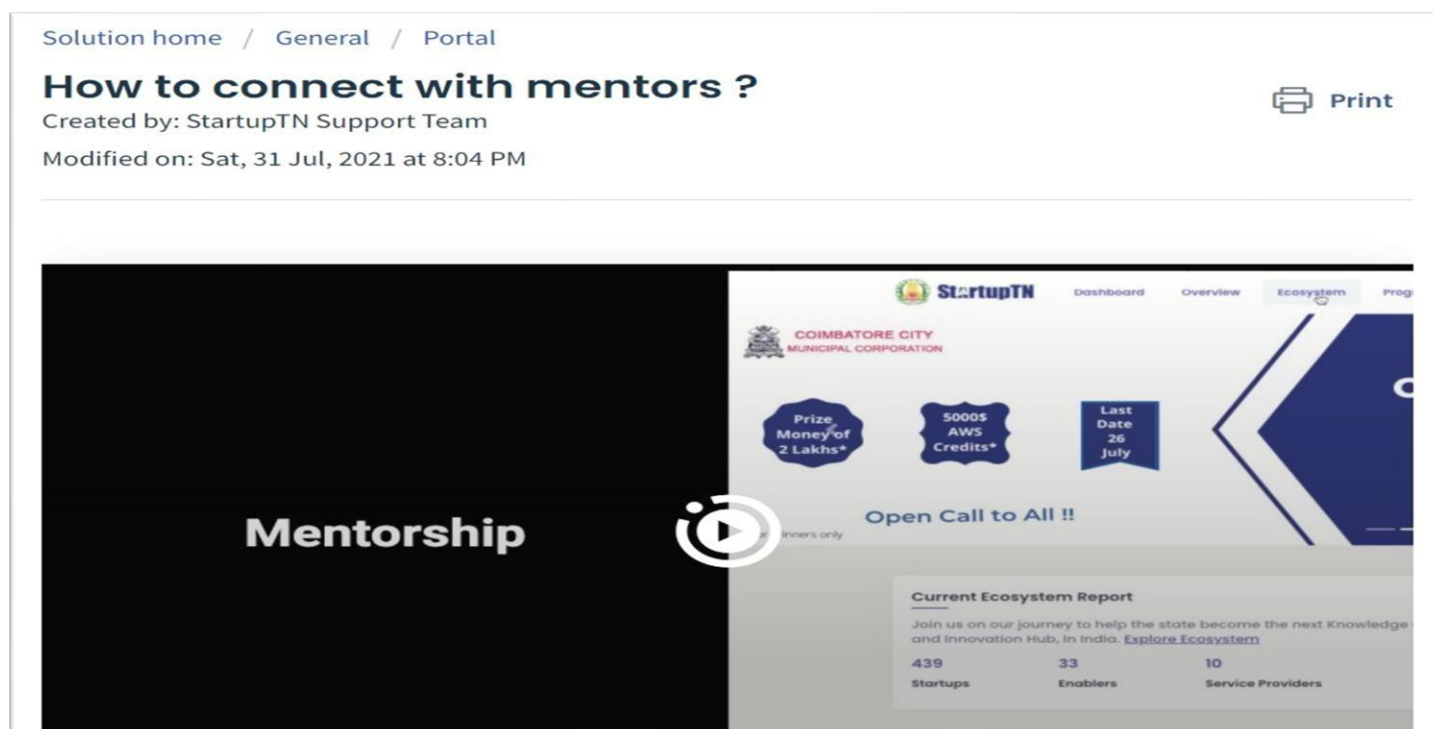 Solution home / General / Portal
How to connect with mentors ?
Print
Created by: StartupTN Support Team
Modified on: Sat, 31 Jul, 2021 at 8:04 PM
StartupTN
Dashboard
Overview
Ecosystem
COIMBATORE CITY
MUNICIPAL CORPORATION
Prize
Money of
2 Lakhs*
5000$
AWS
Credits*
Last
Date
26
July
Open Call to All !!
Mentorship
inners only
Current Ecosystem Report
Join us on our journey to help the state become the next Knowledge
and Innovation Hub, In India. Explore Ecosystem
439
Startups
33
Enablers
10
Service Providers